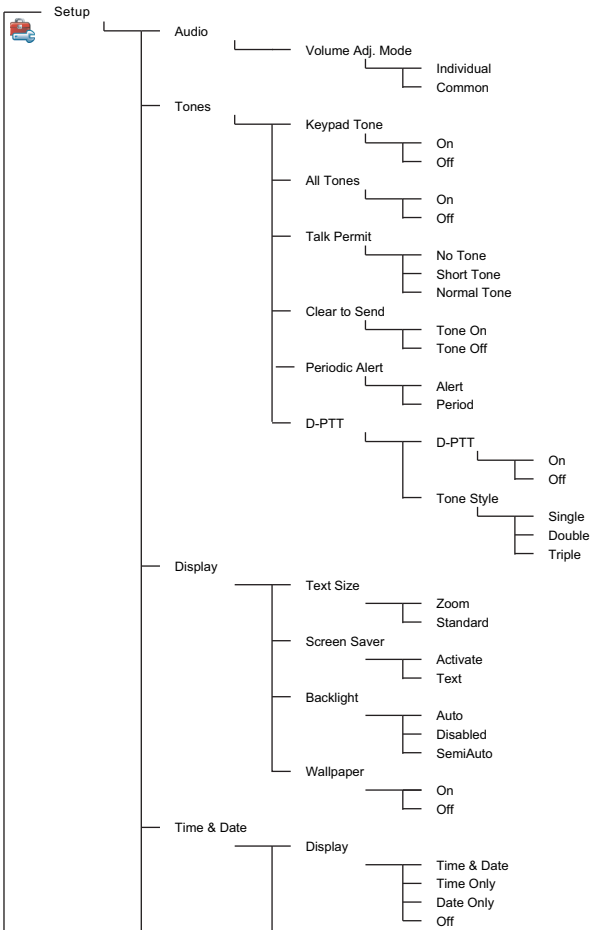 Setup
Audio
Volume Adj. Mode
Individual
Common
Tones
Keypad Tone
On
Off
All Tones
On
Off
Talk Permit
No Tone
Short Tone
Normal Tone
Clear to Send
Tone On
Tone Off
Periodic Alert
Alert
Period
D-PTT
D-PTT
On
Off
Tone Style
Single
Double
Triple
Display
Text Size
Zoom
Standard
Screen Saver
Activate
Text
Backlight
Auto
Disabled
SemiAuto
Wallpaper
On
Off
Time & Date
Display
Time & Date
Time Only
Date Only
Off